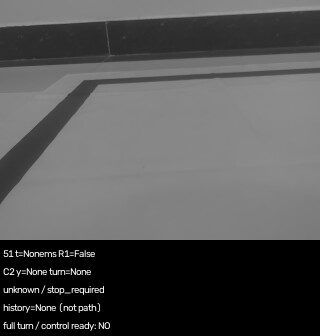 51 t=Nonems R1=False
C2 y=None turn=None
unknown / stop_required
history=None (not path)
full turn / control ready: NO